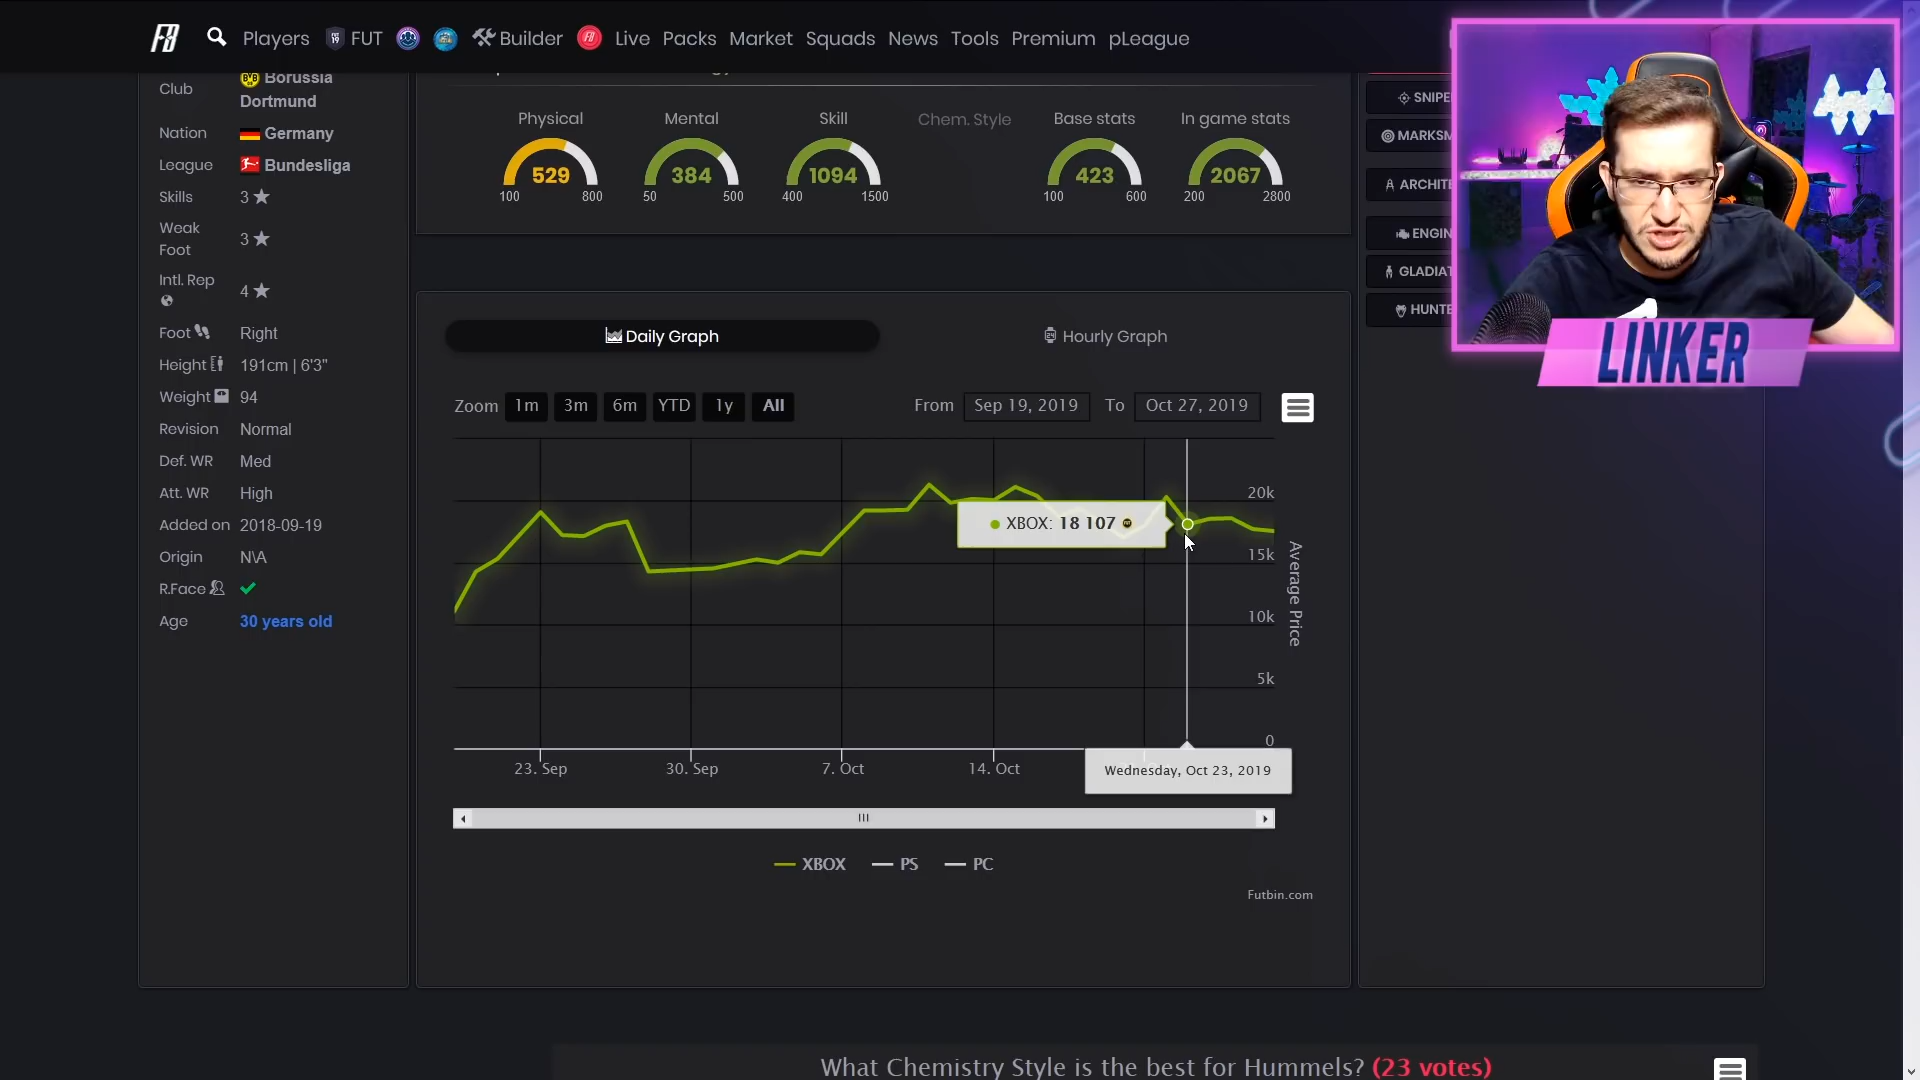 Players FUT Builder Live Packs Market Squads News Tools Premium pLeague
Club Borussia Dortmund
Nation Germany
League Bundesliga
Skills 3
Weak Foot 3
Intl. Rep 4
Foot Right
Height 191cm | 6'3"
Weight 94
Revision Normal
Def. WR Med
Att. WR High
Added on 2018-09-19
Origin N\A
R.Face
Age 30 years old
Physical Mental Skill Chem. Style Base stats In game stats
529 384 1094 423 2067
100 800 50 500 400 1500 100 600 200 2800
Daily Graph Hourly Graph
Zoom 1m 3m 6m YTD 1y All From Sep 19, 2019 To Oct 27, 2019
20k
XBOX: 18 107
15k
10k
5k
0
Average Price
23. Sep 30. Sep 7. Oct 14. Oct
Wednesday, Oct 23, 2019
XBOX PS PC
Futbin.com
What Chemistry Style is the best for Hummels? (23 votes)
SNIPE
MARKSM
ARCHITE
ENGIN
GLADIAT
HUNTE
LINKER